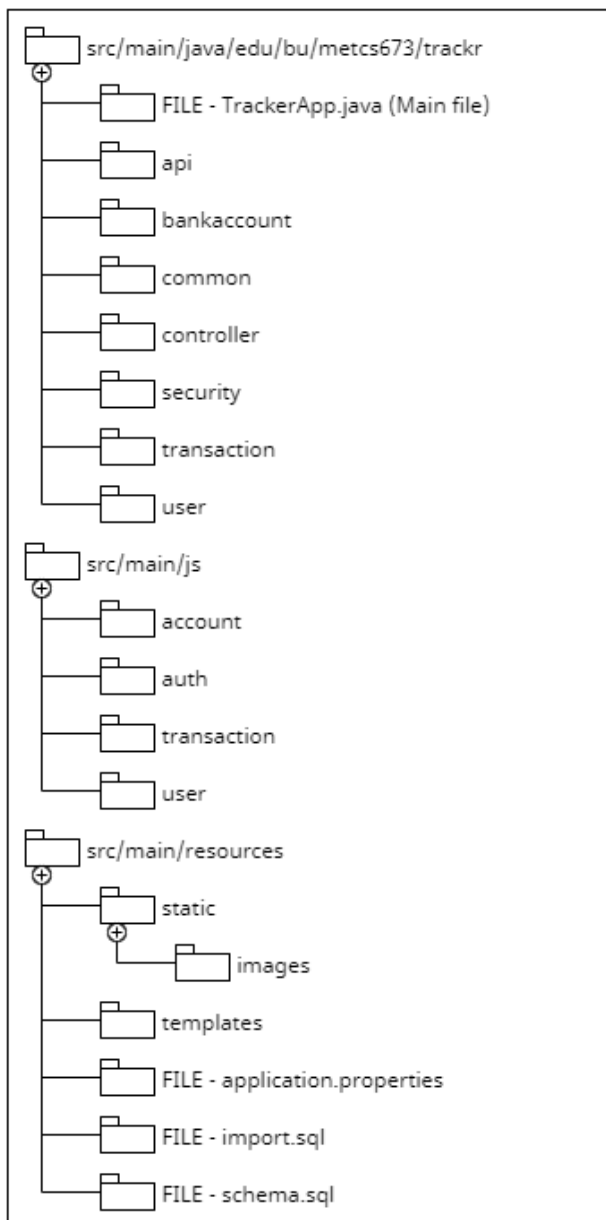 src/main/java/edu/bu/metcs673/trackr
FILE - TrackerApp.java (Main file)
api
bankaccount
common
controller
security
transaction
user
src/main/js
account
auth
transaction
user
src/main/resources
static
images
templates
FILE - application.properties
FILE - import.sql
FILE - schema.sql